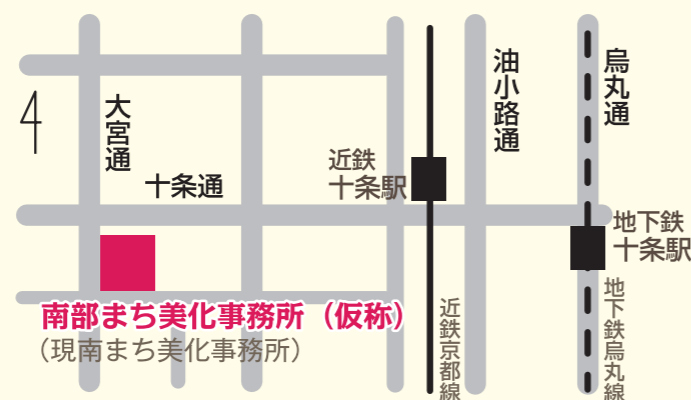 大宮通
油小路通
烏丸通
近鉄
十条駅
十条通
地下鉄
十条駅
南部まち美化事務所（仮称）
（現南まち美化事務所）
近鉄京都線
地下鉄烏丸線